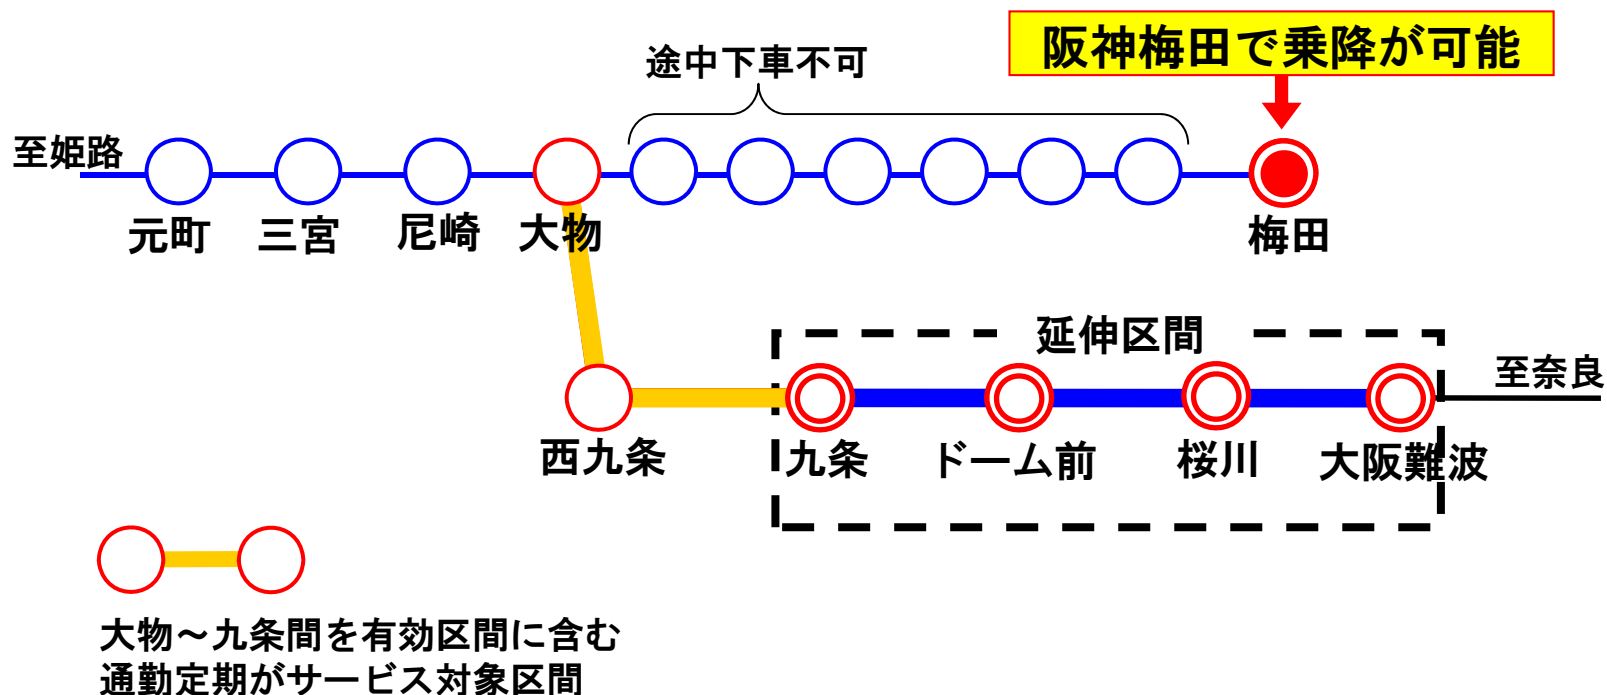 阪神梅田で乗降が可能
途中下車不可
至姫路
元町
三宮
尼崎
大物
梅田
延伸区間
至奈良
西九条
九条
ドーム前
桜川
大阪難波
大物～九条間を有効区間に含む
通勤定期がサービス対象区間